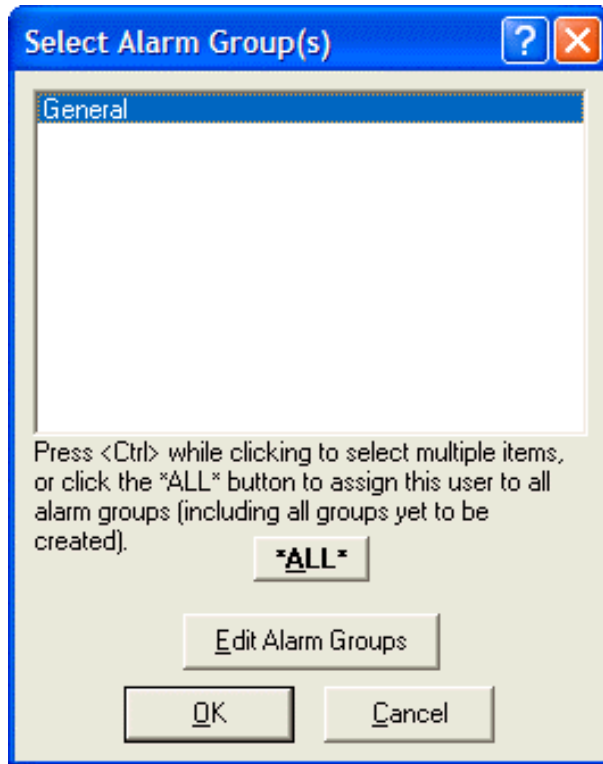 Select Alarm Group(s)
?
General
Press <Ctrl> while clicking to select multiple items,
or click the *ALL* button to assign this user to all
alarm groups (including all groups yet to be
created).
*ALL*
Edit Alarm Groups
OK
Cancel